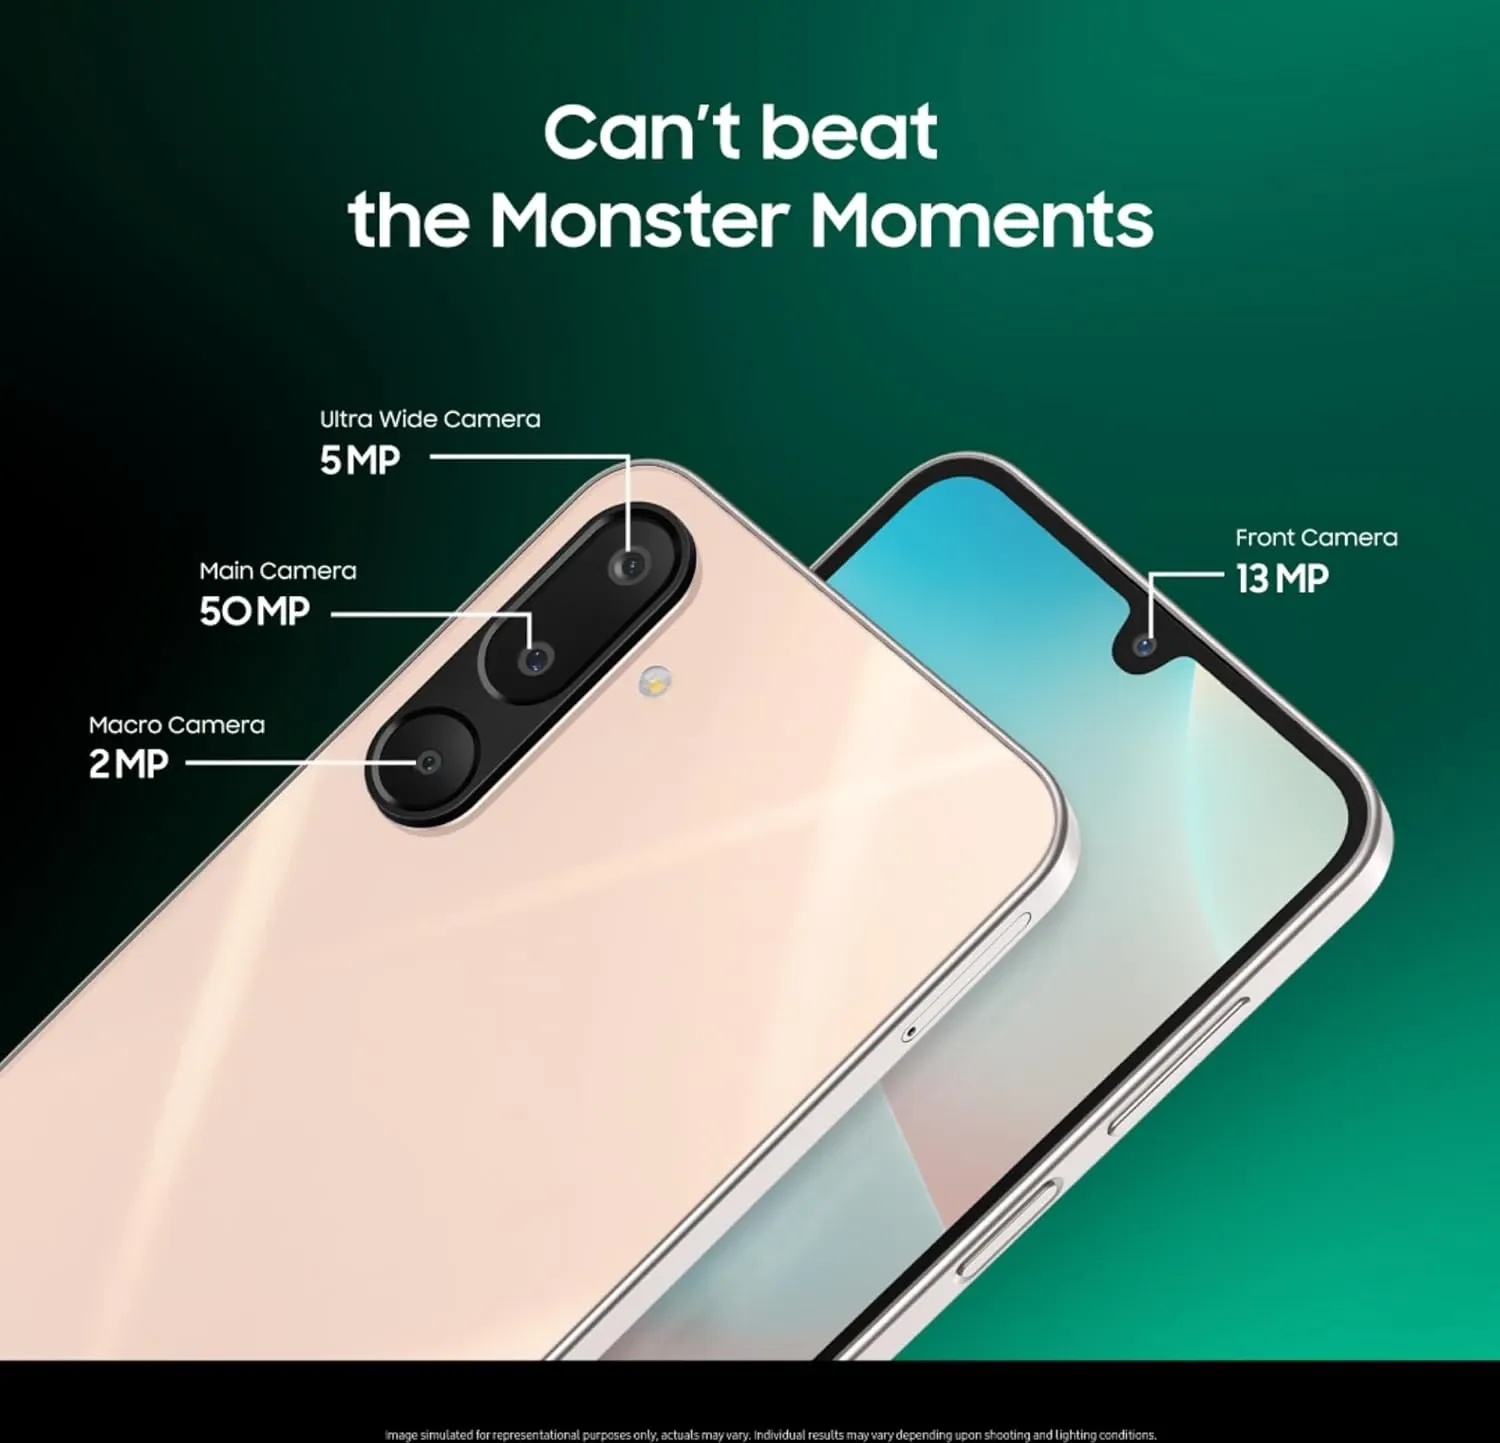 Can't beat
the Monster Moments
Ultra Wide Camera
5MP
Main Camera
50MP
Macro Camera
2MP
Front Camera
13MP
Image simulated for representational purposes only, actuals may vary. Individual results may vary depending upon shooting and lighting conditions.